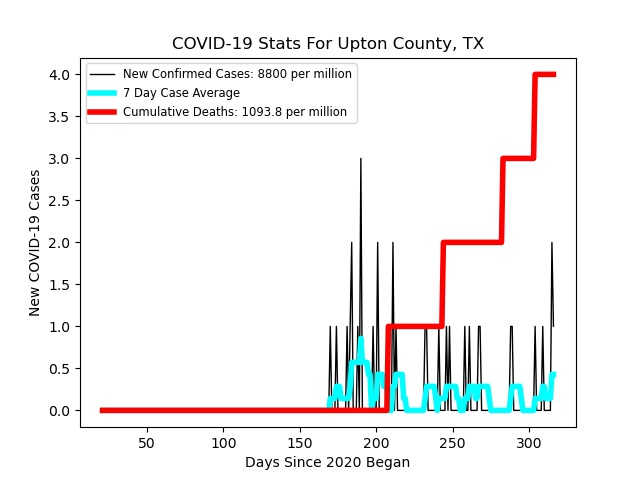 COVID-19 Stats For Upton County, TX
New Confirmed Cases: 8800 per million
7 Day Case Average
Cumulative Deaths: 1093.8 per million
New COVID-19 Cases
4.0
3.5
3.0
2.5
2.0
1.5
1.0
0.5
0.0
50 100 150 200 250 300
Days Since 2020 Began